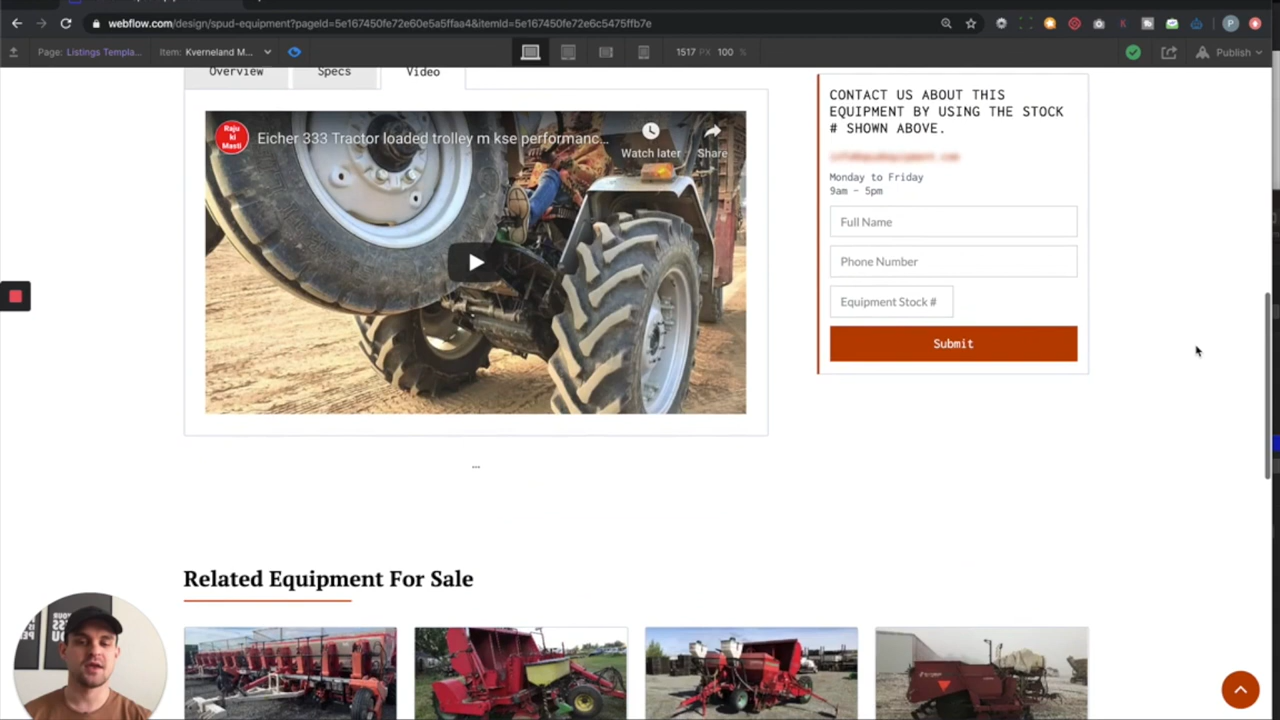 webflow.com/design/spud-equipment?pageId=5e167450fe72e60e5a5ffaa4&itemId=5e167450fe72e6c5475ffb7e
P
Page: Listings Templa...
Item: Kverneland M...
1517 PX 100 %
Publish
Overview
Specs
Video
Raju
ki
Masti
Eicher 333 Tractor loaded trolley m kse performanc...
Watch later
Share
CONTACT US ABOUT THIS
EQUIPMENT BY USING THE STOCK
# SHOWN ABOVE.
Monday to Friday
9am - 5pm
Full Name
Phone Number
Equipment Stock #
Submit
...
Related Equipment For Sale